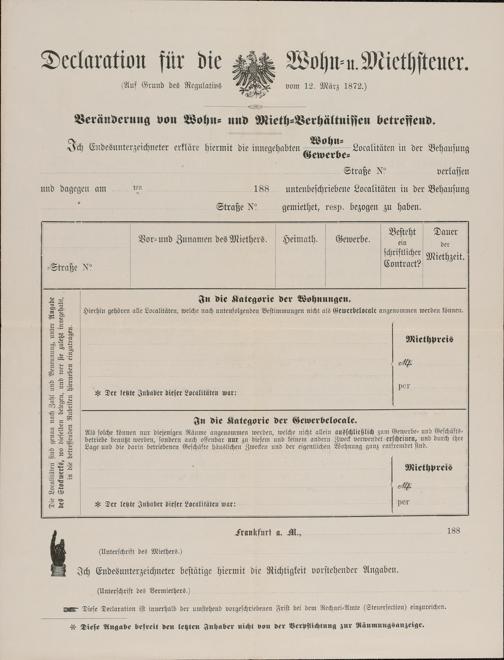 Declaration für die Wohn- u. Miethsteuer.
(Auf Grund des Regulativs vom 12. März 1872.)
Veränderung von Wohn- und Mieth-Verhältnissen betreffend.
Ich Endesunterzeichneter erkläre hiermit die innegehabten Wohn- Gewerbe- Localitäten in der Behausung
Straße No verlassen
und dagegen am ten 188 untenbeschriebene Localitäten in der Behausung
Straße No gemiethet, resp. bezogen zu haben.
Straße No
Vor- und Zunamen des Miethers.
Heimath.
Gewerbe.
Besteht
ein
schriftlicher
Contract?
Dauer
der
Miethzeit.
Die Localitäten sind genau nach Zahl und Benennung, unter Angabe
des Stockwerks, wo dieselben belegen, und wer sie zuletzt innegehabt,
in die betreffenden Rubriken hierneben einzutragen.
In die Kategorie der Wohnungen.
Hierhin gehören alle Localitäten, welche nach untenfolgenden Bestimmungen nicht als Gewerbelocale angenommen werden können.
Miethpreis
Mk
per
* Der letzte Inhaber dieser Localitäten war:
In die Kategorie der Gewerbelocale.
Als solche können nur diejenigen Räume angenommen werden, welche nicht allein ausschließlich zum Gewerbe- und Geschäfts-
betriebe benutzt werden, sondern auch offenbar nur zu diesem und keinem andern Zweck verwendet erscheinen, und durch ihre
Lage und die darin betriebenen Geschäfte häuslichen Zwecken und der eigentlichen Wohnung ganz entfremdet sind.
Miethpreis
Mk
per
* Der letzte Inhaber dieser Localitäten war:
Frankfurt a. M., 188
(Unterschrift des Miethers.)
Ich Endesunterzeichneter bestätige hiermit die Richtigkeit vorstehender Angaben.
(Unterschrift des Vermiethers.)
Diese Declaration ist innerhalb der umstehend vorgeschriebenen Frist bei dem Rechnei-Amte (Steuersection) einzureichen.
* Diese Angabe befreit den letzten Inhaber nicht von der Verpflichtung zur Räumungsanzeige.